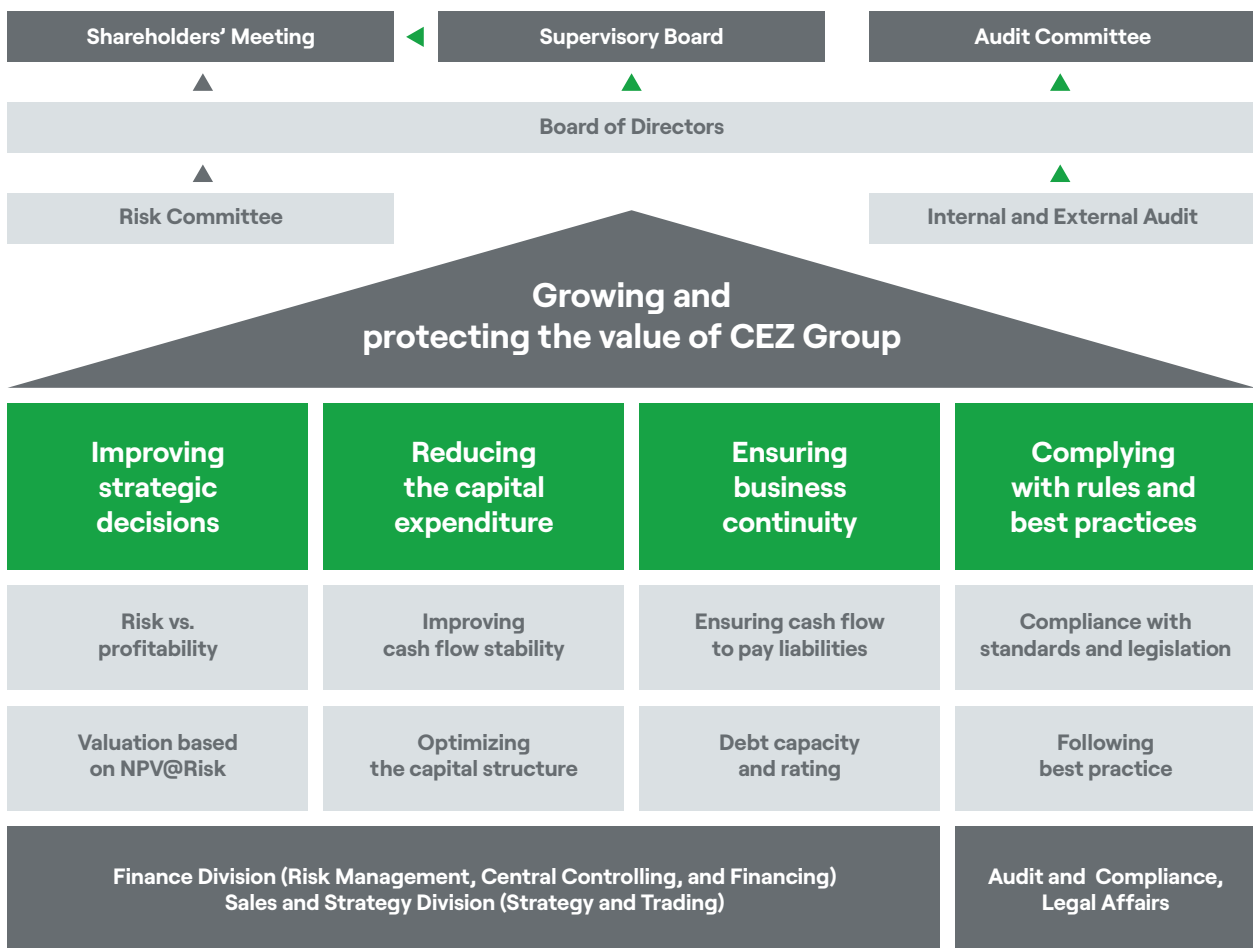 Shareholders’ Meeting
Supervisory Board
Audit Committee
Board of Directors
Risk Committee
Internal and External Audit
Growing and
protecting the value of CEZ Group
Improving
strategic
decisions
Reducing
the capital
expenditure
Ensuring
business
continuity
Complying
with rules and
best practices
Risk vs.
profitability
Improving
cash flow stability
Ensuring cash flow
to pay liabilities
Compliance with
standards and legislation
Valuation based
on NPV@Risk
Optimizing
the capital structure
Debt capacity
and rating
Following
best practice
Finance Division (Risk Management, Central Controlling, and Financing)
Sales and Strategy Division (Strategy and Trading)
Audit and Compliance,
Legal Affairs